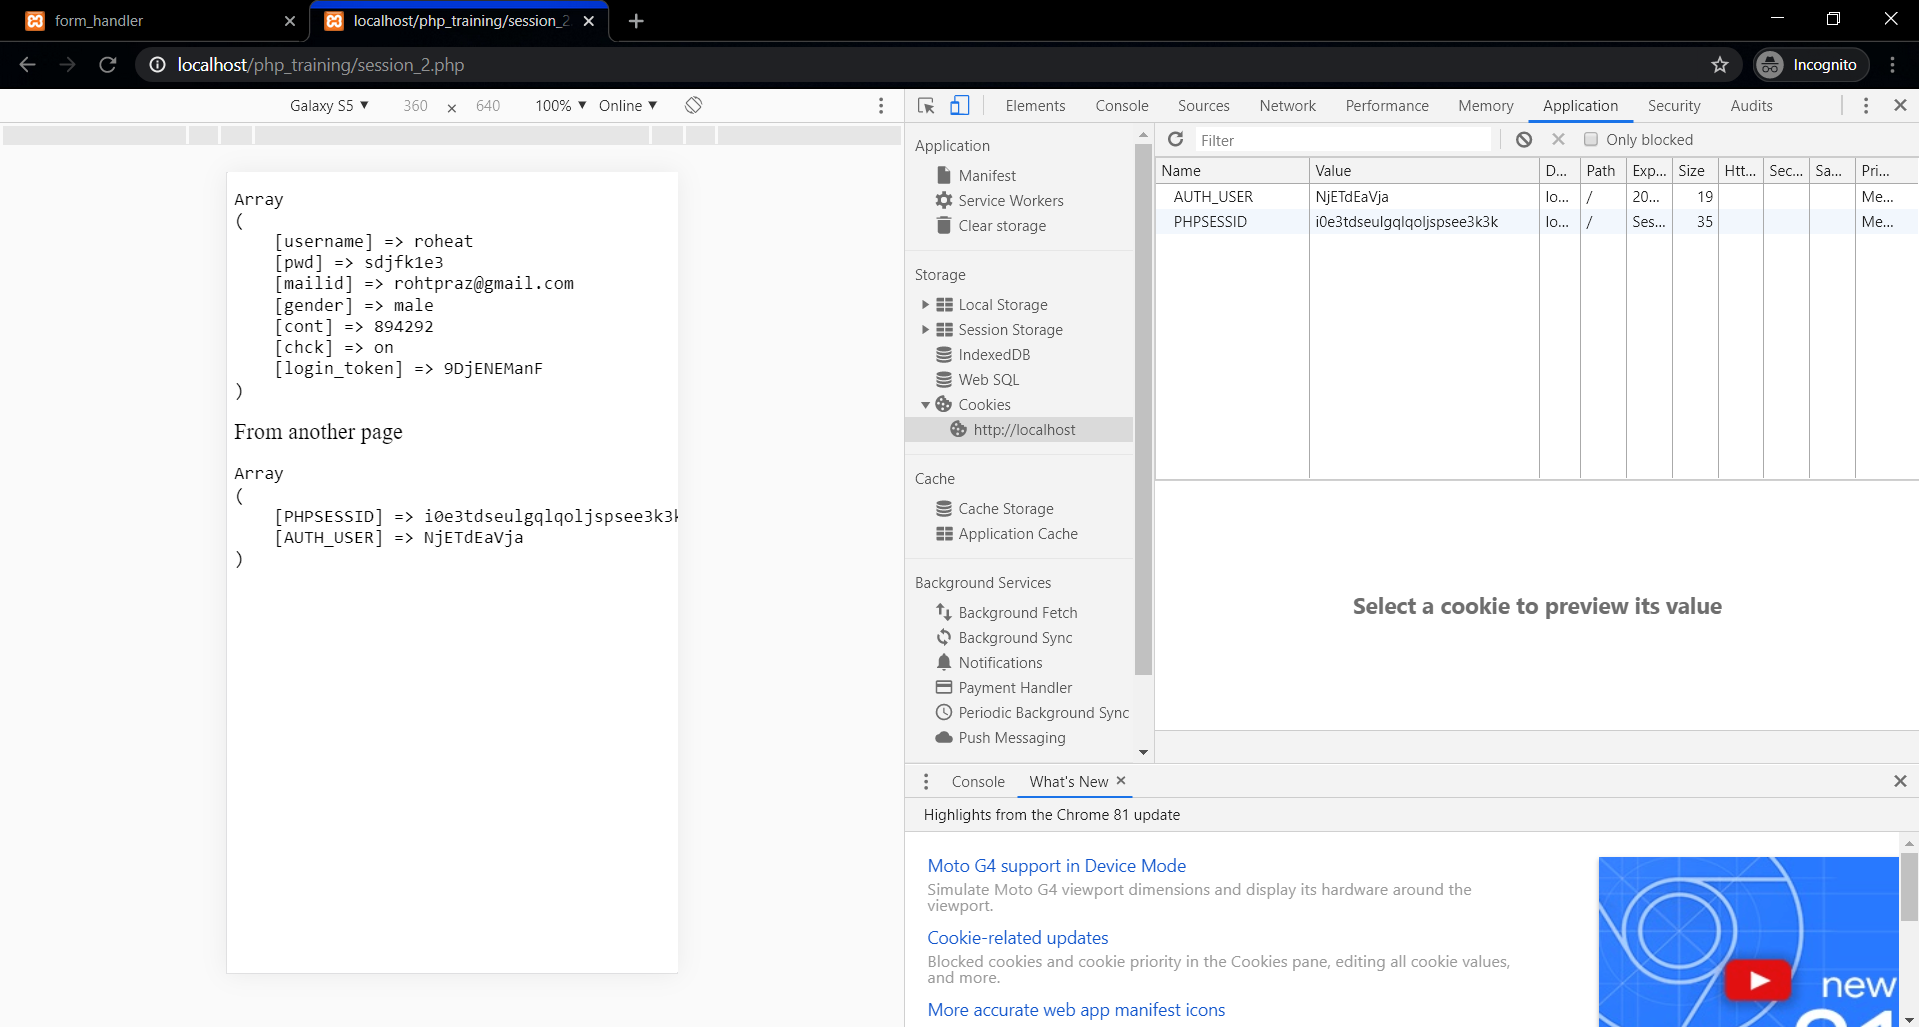 form_handler
localhost/php_training/session_2
localhost/php_training/session_2.php
Incognito
Galaxy S5 360 x 640 100% Online
Elements Console Sources Network Performance Memory Application Security Audits
Array
(
[username] => roheat
[pwd] => sdjfk1e3
[mailid] => rohtpraz@gmail.com
[gender] => male
[cont] => 894292
[chck] => on
[login_token] => 9DjENEManF
)
From another page
Array
(
[PHPSESSID] => i0e3tdseulgqlqoljspsee3k3k
[AUTH_USER] => NjETdEaVja
)
Application
Manifest
Service Workers
Clear storage
Storage
Local Storage
Session Storage
IndexedDB
Web SQL
Cookies
http://localhost
Cache
Cache Storage
Application Cache
Background Services
Background Fetch
Background Sync
Notifications
Payment Handler
Periodic Background Sync
Push Messaging
Filter
Only blocked
Name Value D... Path Exp... Size Htt... Sec... Sa... Pri...
AUTH_USER NjETdEaVja lo... / 20... 19 Me...
PHPSESSID i0e3tdseulgqlqoljspsee3k3k lo... / Ses... 35 Me...
Select a cookie to preview its value
Console What's New
Highlights from the Chrome 81 update
Moto G4 support in Device Mode
Simulate Moto G4 viewport dimensions and display its hardware around the
viewport.
Cookie-related updates
Blocked cookies and cookie priority in the Cookies pane, editing all cookie values,
and more.
More accurate web app manifest icons
new